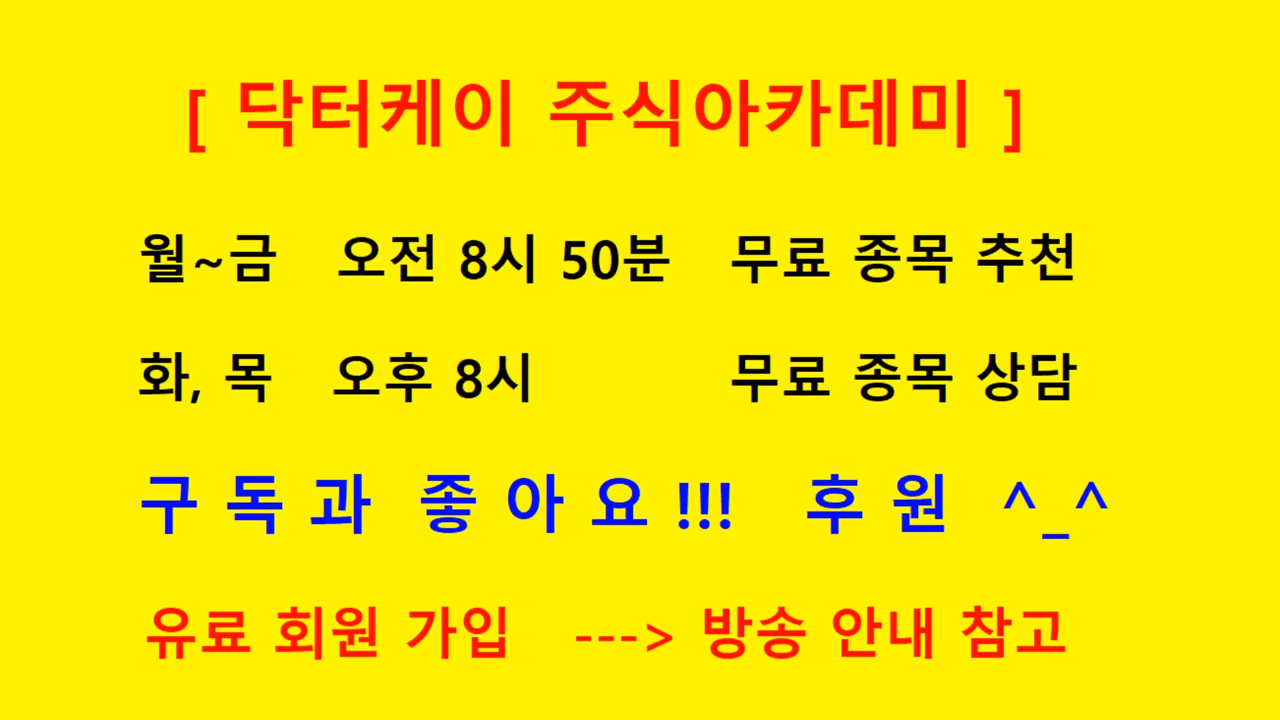 [ 닥터케이 주식아카데미 ]
월~금 오전 8시 50분 무료 종목 추천
화, 목 오후 8시 무료 종목 상담
구 독 과 좋 아 요 !!! 후 원 ^_^
유료 회원 가입 ---> 방송 안내 참고